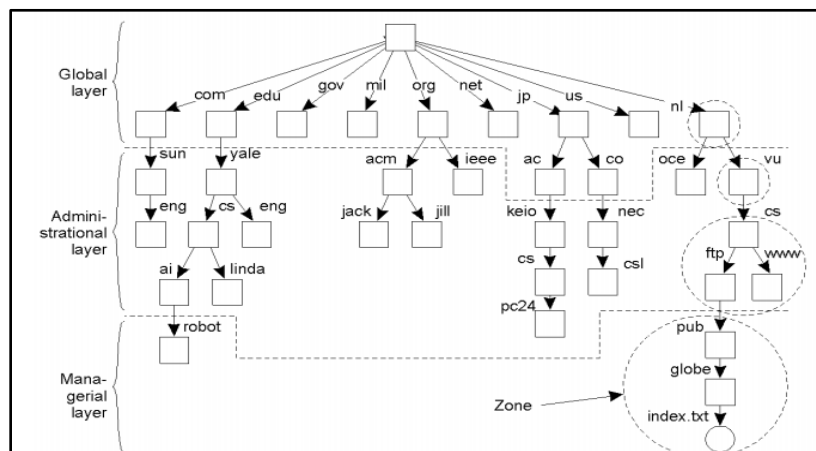 Global
layer
com
edu
gov
mil
org
net
jp
us
nl
sun
yale
acm
ieee
ac
co
oce
vu
Admini-
strational
layer
eng
cs
eng
jack
jill
keio
nec
cs
ai
linda
cs
csl
ftp
www
pc24
robot
pub
Mana-
gerial
layer
globe
Zone
index.txt